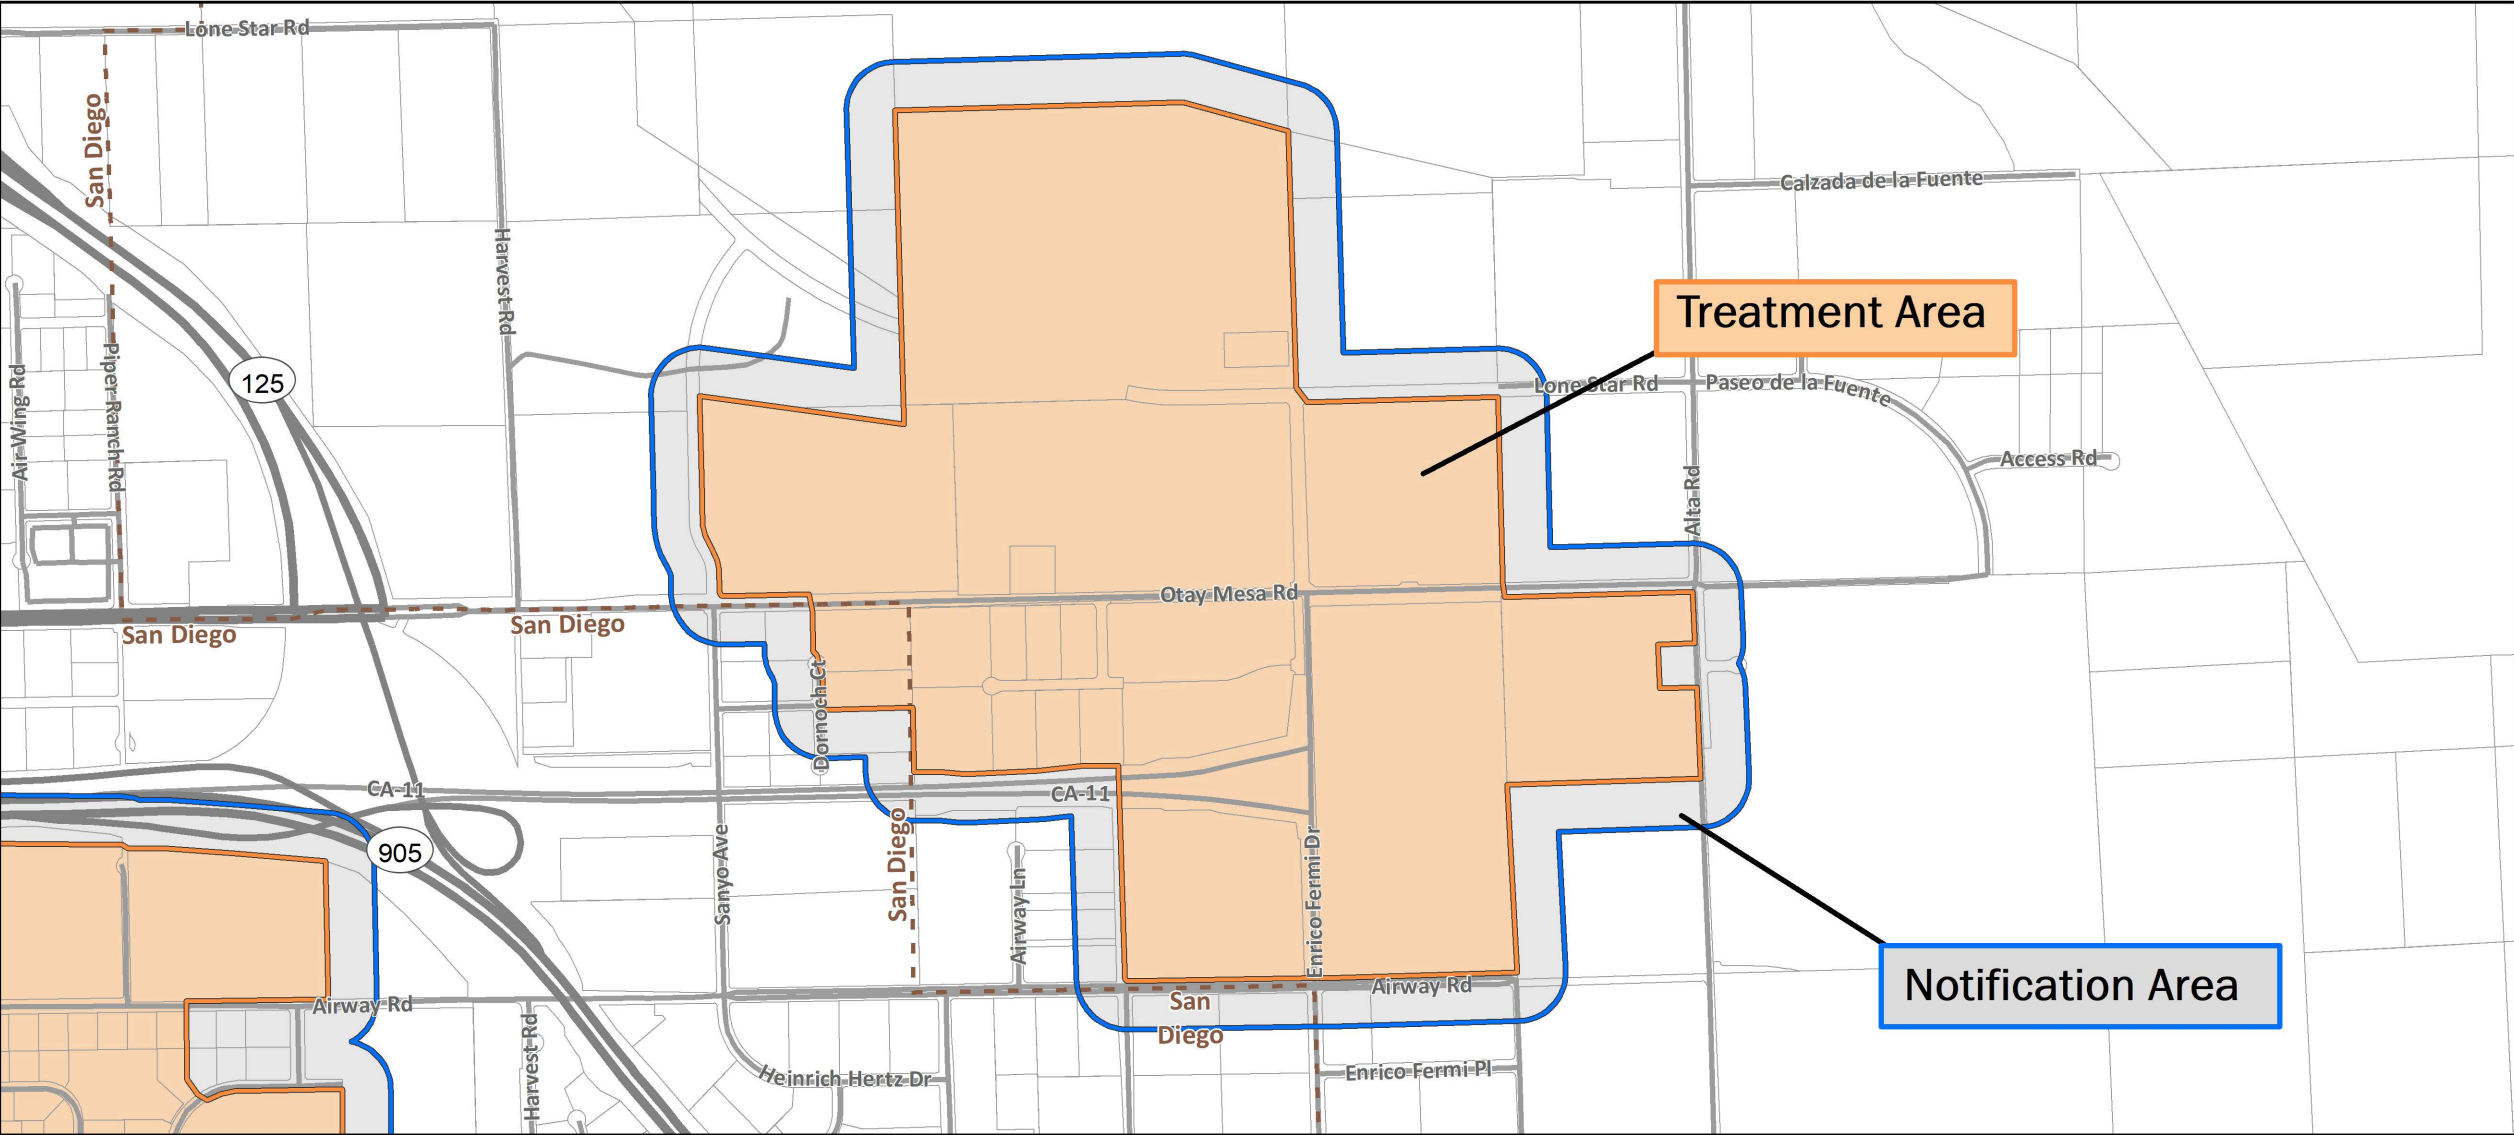 Lone Star Rd
San Diego
Calzada de la Fuente
Harvest Rd
Treatment Area
125
Air Wing Rd
Piper Ranch Rd
Lone Star Rd
Paseo de la Fuente
Access Rd
Alta Rd
Otay Mesa Rd
San Diego
San Diego
Dornoch Ct
CA-11
CA-11
905
San Diego
Sanyo Ave
Airway Ln
Enrico Fermi Dr
Notification Area
Airway Rd
Airway Rd
San
Diego
Harvest Rd
Heinrich Hertz Dr
Enrico Fermi Pl